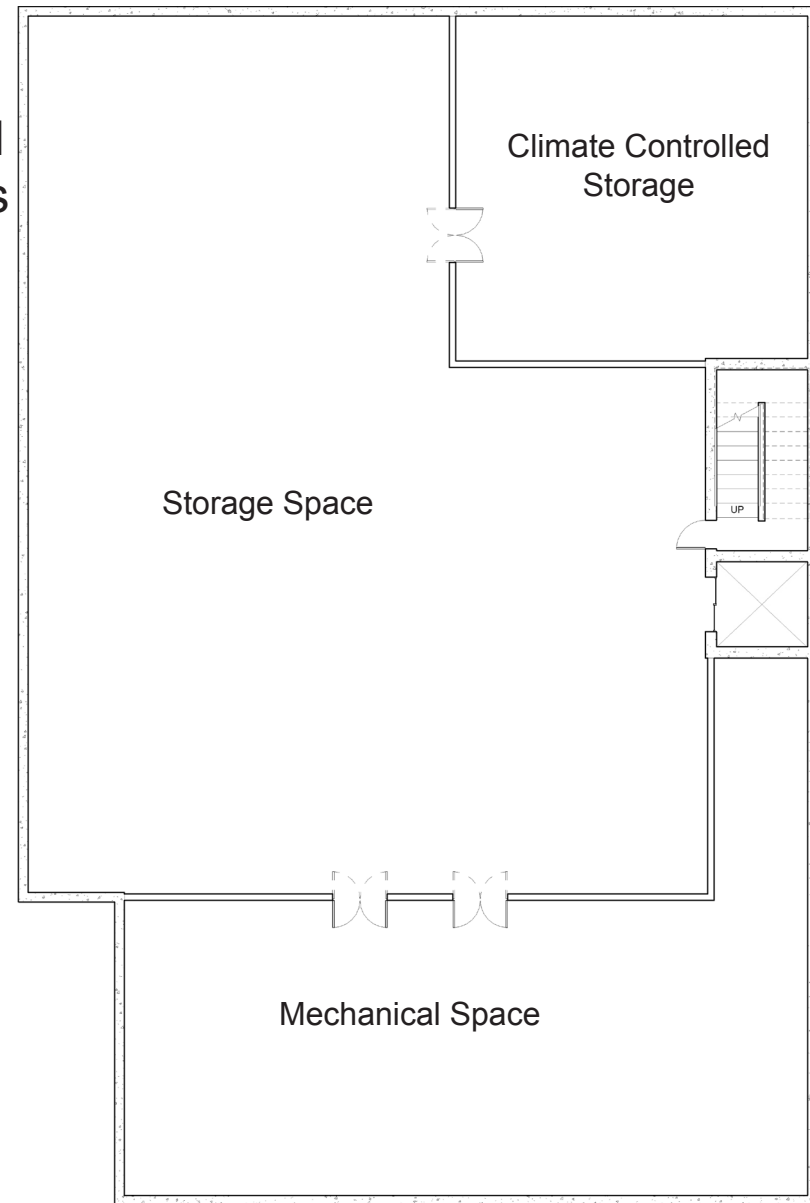 Climate Controlled
Storage
s
Storage Space
UP
Mechanical Space